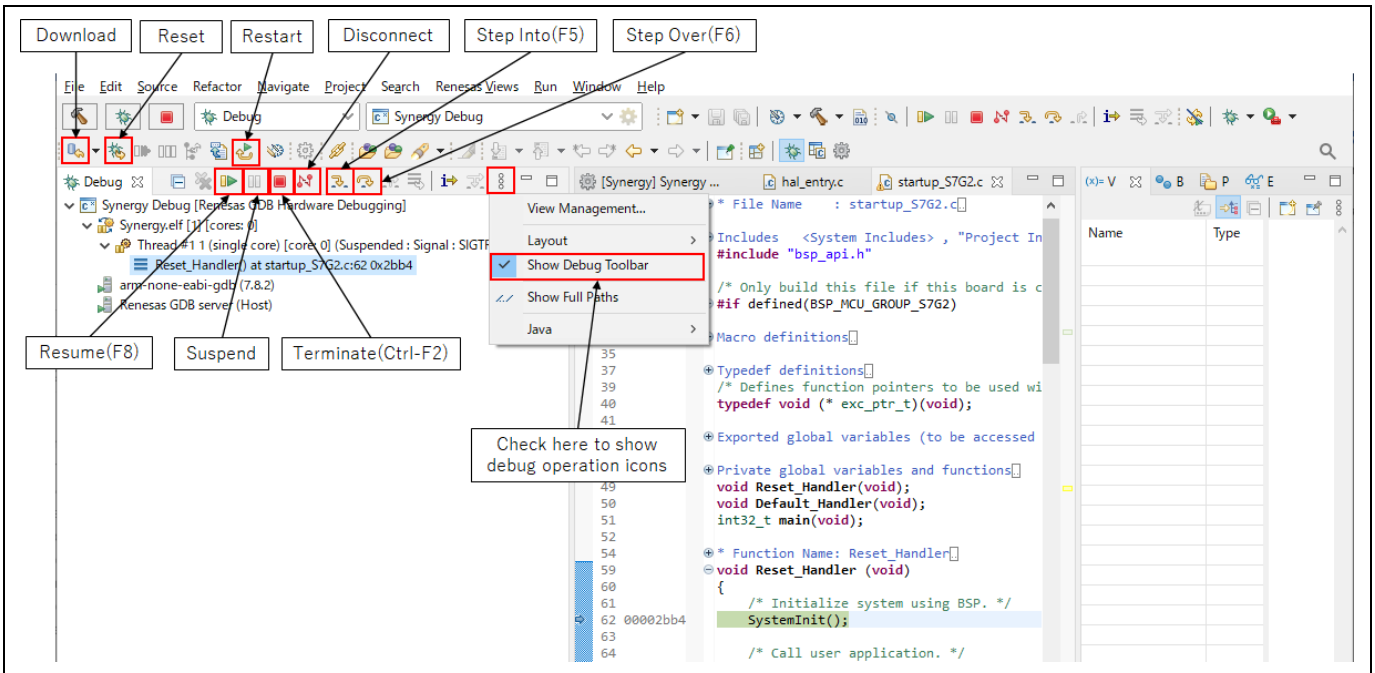 Download
Reset
Restart
Disconnect
Step Into(F5)
Step Over(F6)
File Edit Source Refactor Navigate Project Search Renesas Views Run Window Help
Debug
Synergy Debug
Debug
[Synergy] Synergy ...
hal_entry.c
startup_S7G2.c
(x)= V
B
P
E
Synergy Debug [Renesas GDB Hardware Debugging]
Synergy.elf [1] [cores: 0]
Thread #1 1 (single core) [core: 0] (Suspended : Signal : SIGTR
Reset_Handler() at startup_S7G2.c:62 0x2bb4
arm-none-eabi-gdb (7.8.2)
Renesas GDB server (Host)
View Management...
Layout
Show Debug Toolbar
Show Full Paths
Java
Resume(F8)
Suspend
Terminate(Ctrl-F2)
Check here to show
debug operation icons
* File Name : startup_S7G2.c
Includes <System Includes> , "Project In
#include "bsp_api.h"
/* Only build this file if this board is c
#if defined(BSP_MCU_GROUP_S7G2)
Macro definitions
35
37 Typedef definitions
39 /* Defines function pointers to be used wi
40 typedef void (* exc_ptr_t)(void);
41
Exported global variables (to be accessed
Private global variables and functions
49 void Reset_Handler(void);
50 void Default_Handler(void);
51 int32_t main(void);
52
54 * Function Name: Reset_Handler
59 void Reset_Handler (void)
60 {
61 /* Initialize system using BSP. */
62 00002bb4 SystemInit();
63
64 /* Call user application. */
Name
Type